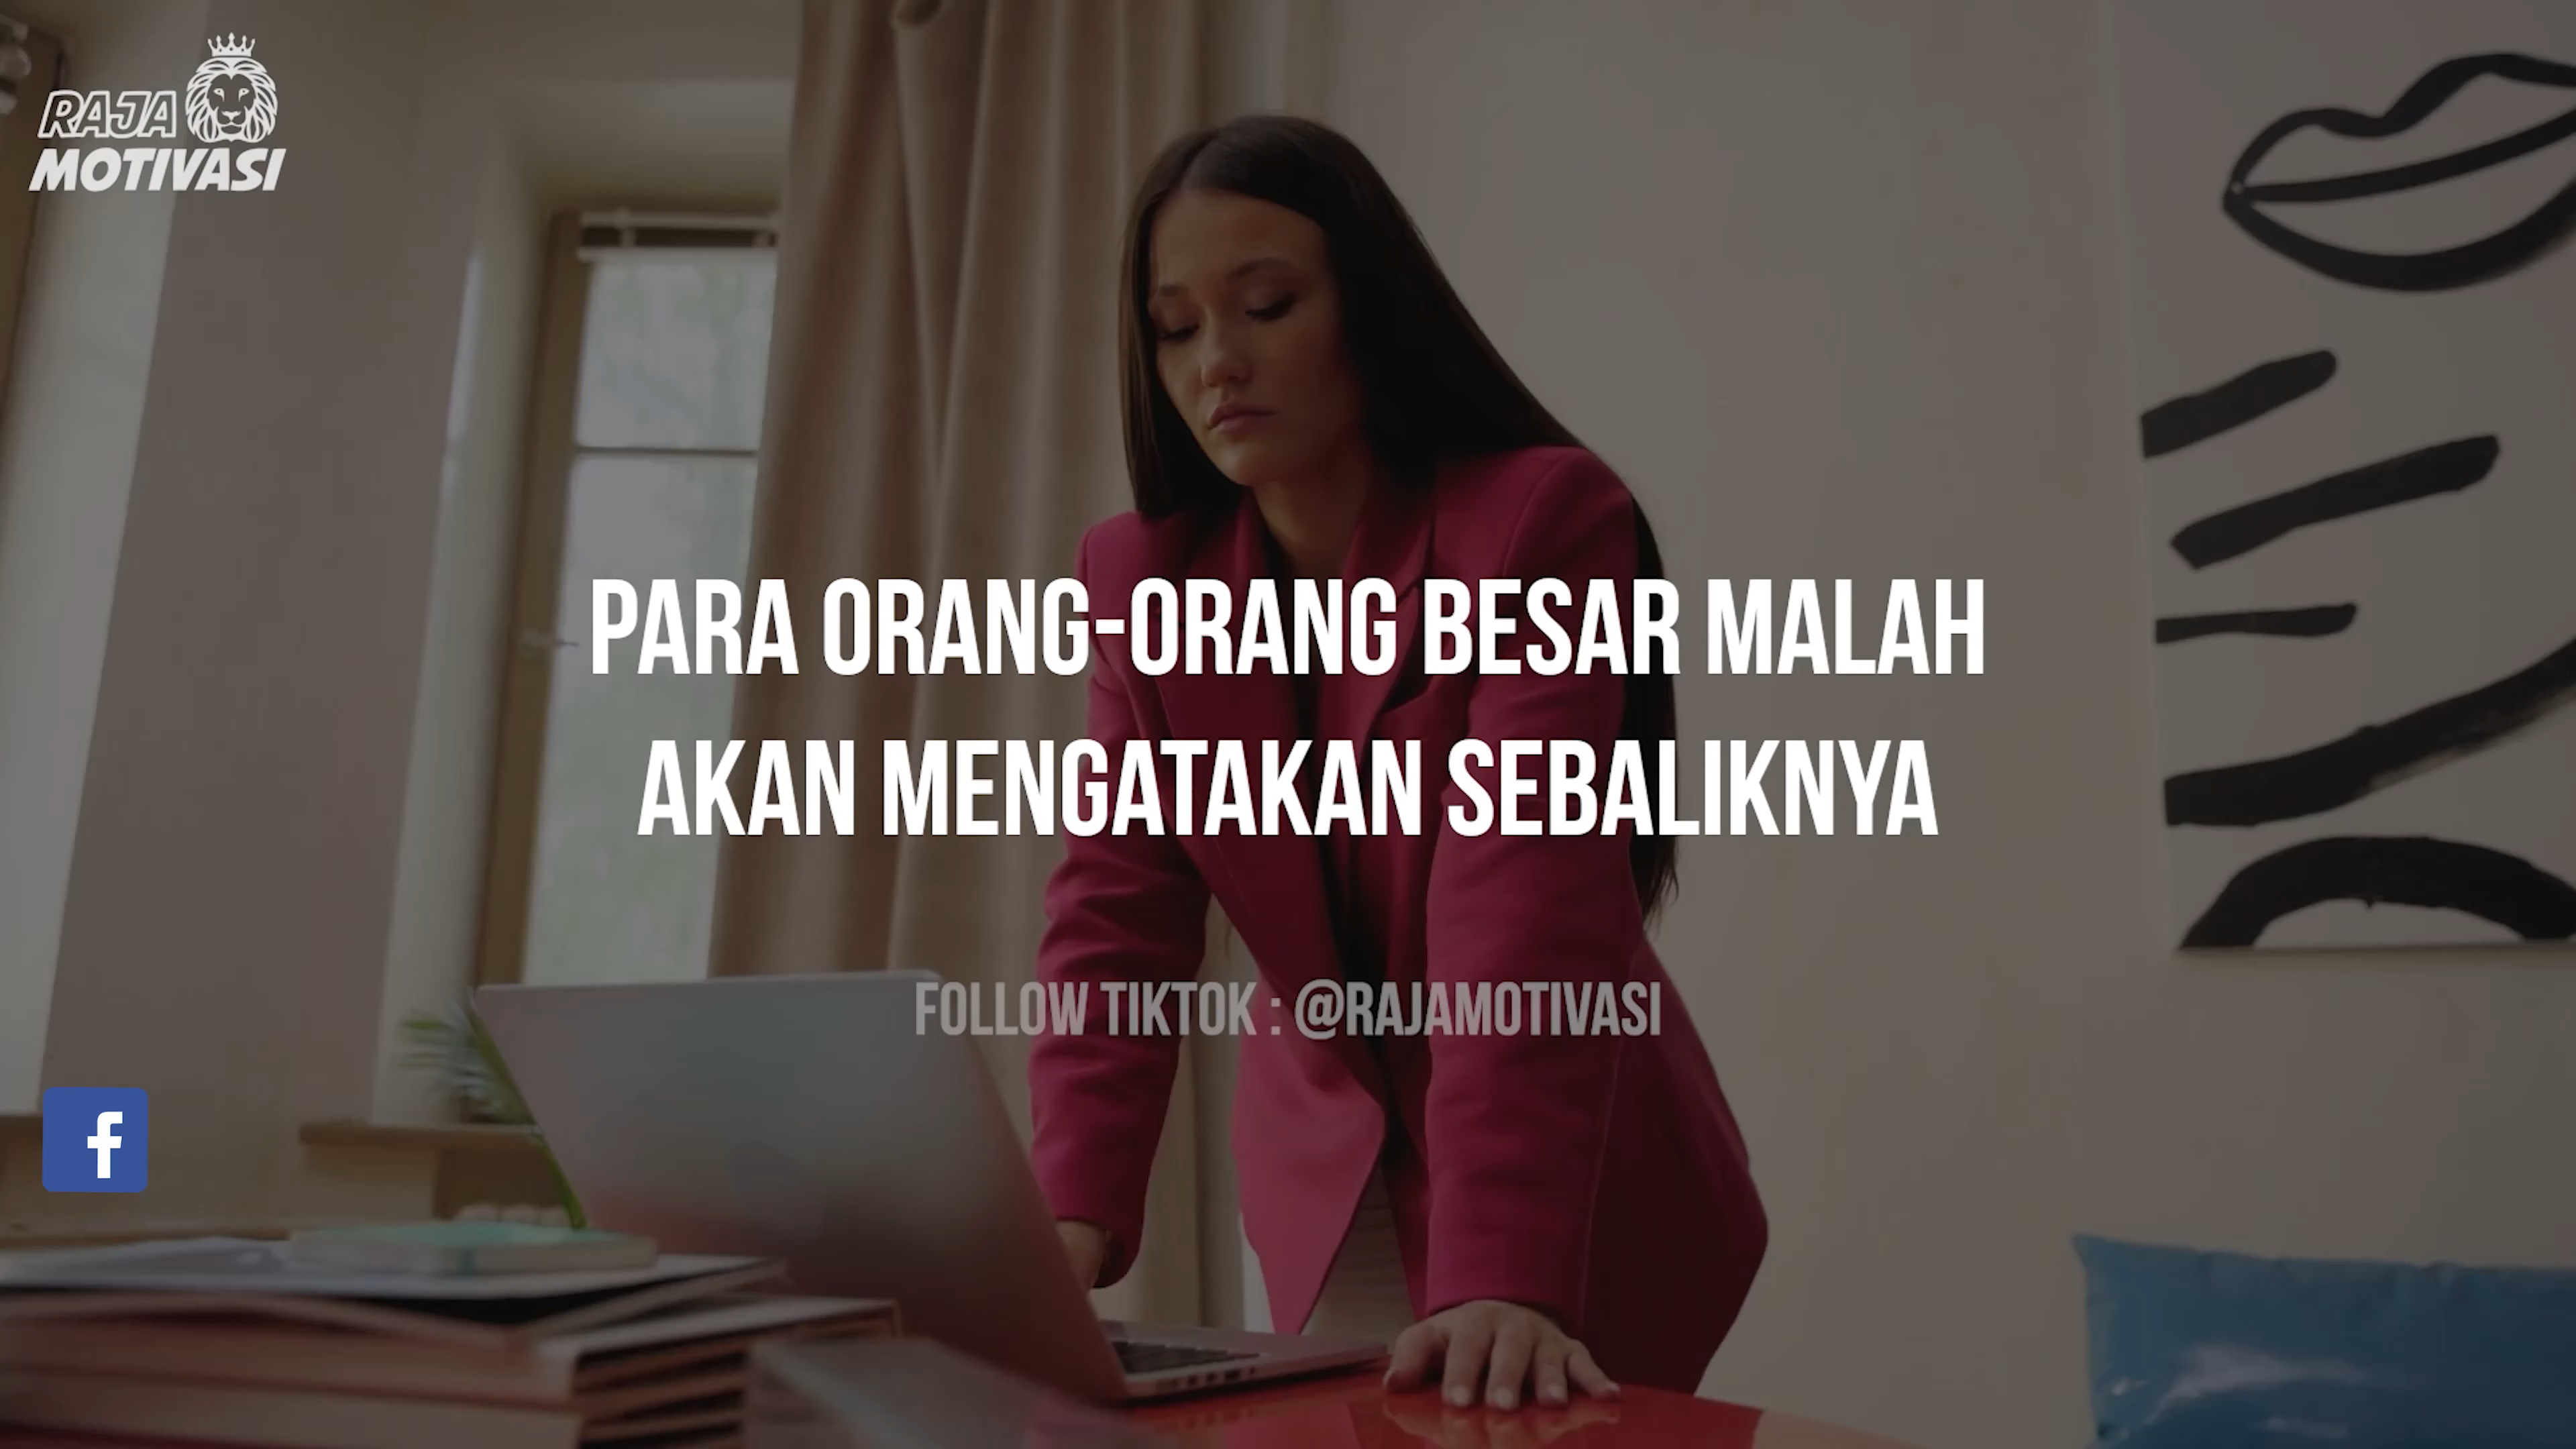 RAJA
MOTIVASI
PARA ORANG-ORANG BESAR MALAH
AKAN MENGATAKAN SEBALIKNYA
FOLLOW TIKTOK : @RAJAMOTIVASI
f